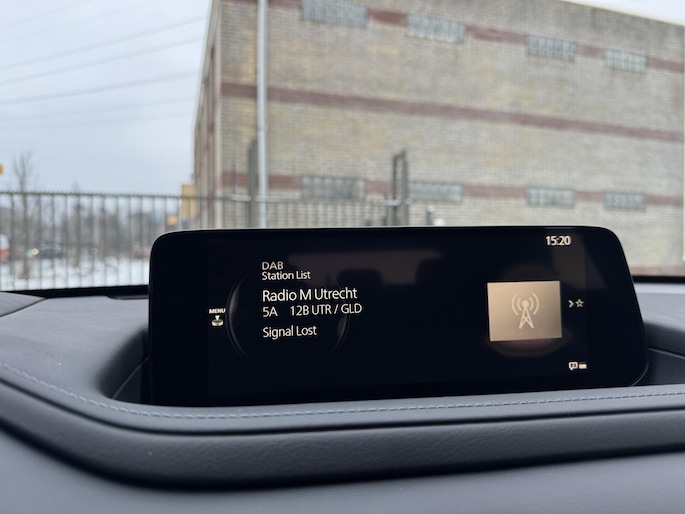 15:20
DAB
Station List
Radio M Utrecht
5A 12B UTR / GLD
MENU
Signal Lost